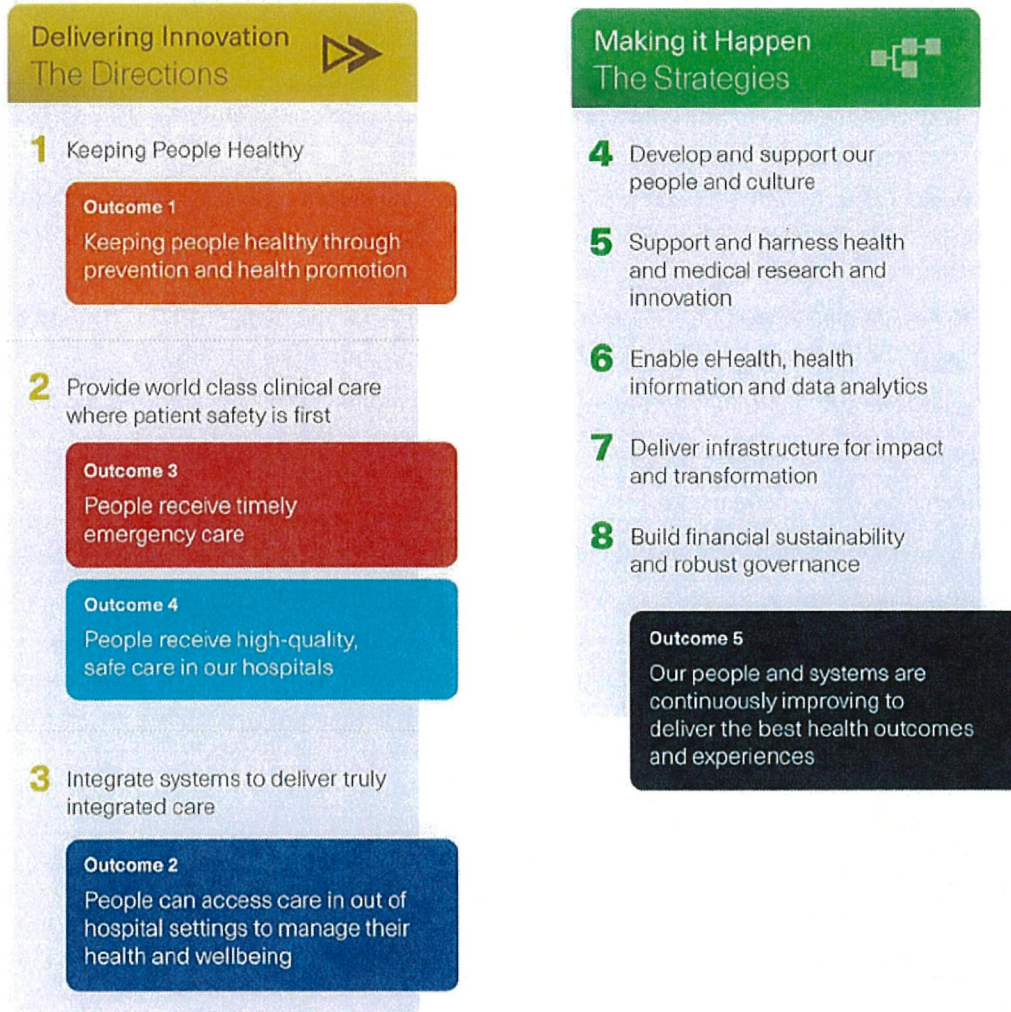 Delivering Innovation
The Directions
1 Keeping People Healthy
Outcome 1
Keeping people healthy through
prevention and health promotion
2 Provide world class clinical care
where patient safety is first
Outcome 3
People receive timely
emergency care
Outcome 4
People receive high-quality,
safe care in our hospitals
3 Integrate systems to deliver truly
integrated care
Outcome 2
People can access care in out of
hospital settings to manage their
health and wellbeing
Making it Happen
The Strategies
4 Develop and support our
people and culture
5 Support and harness health
and medical research and
innovation
6 Enable eHealth, health
information and data analytics
7 Deliver infrastructure for impact
and transformation
8 Build financial sustainability
and robust governance
Outcome 5
Our people and systems are
continuously improving to
deliver the best health outcomes
and experiences